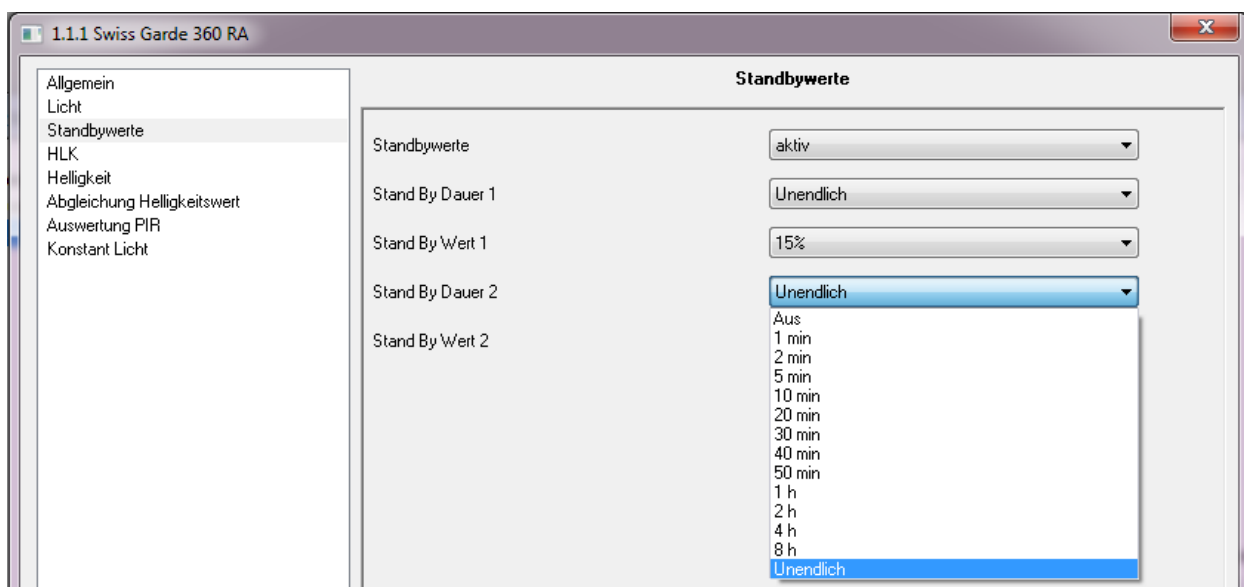 1.1.1 Swiss Garde 360 RA
Allgemein
Licht
Standbywerte
HLK
Helligkeit
Abgleichung Helligkeitswert
Auswertung PIR
Konstant Licht
Standbywerte
Standbywerte aktiv
Stand By Dauer 1 Unendlich
Stand By Wert 1 15%
Stand By Dauer 2 Unendlich
Stand By Wert 2
Aus
1 min
2 min
5 min
10 min
20 min
30 min
40 min
50 min
1 h
2 h
4 h
8 h
Unendlich